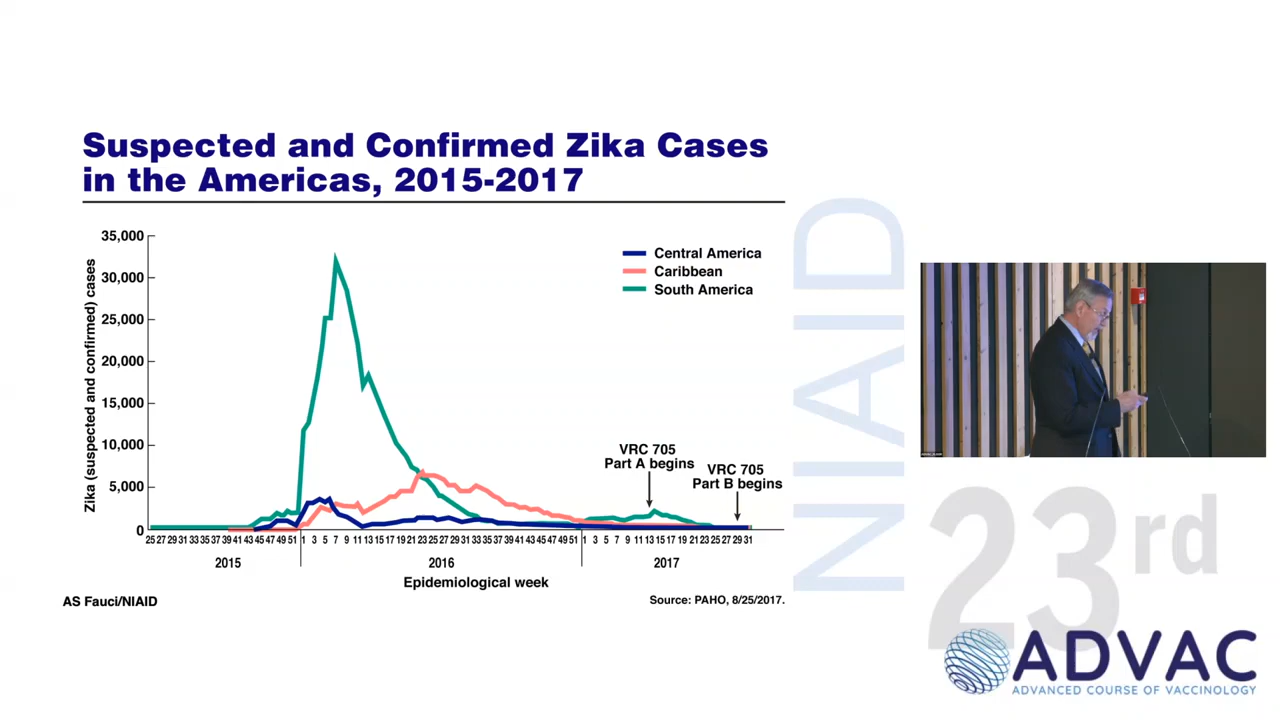 Suspected and Confirmed Zika Cases
in the Americas, 2015-2017
35,000
30,000
25,000
20,000
15,000
10,000
5,000
0
Zika (suspected and confirmed) cases
Central America
Caribbean
South America
VRC 705
Part A begins
VRC 705
Part B begins
25 27 29 31 33 35 37 39 41 43 45 47 49 51 1 3 5 7 9 11 13 15 17 19 21 23 25 27 29 31 33 35 37 39 41 43 45 47 49 51 1 3 5 7 9 11 13 15 17 19 21 23 25 27 29 31
2015 2016 2017
Epidemiological week
AS Fauci/NIAID
Source: PAHO, 8/25/2017.
NIAID
23rd
ADVAC
ADVANCED COURSE OF VACCINOLOGY